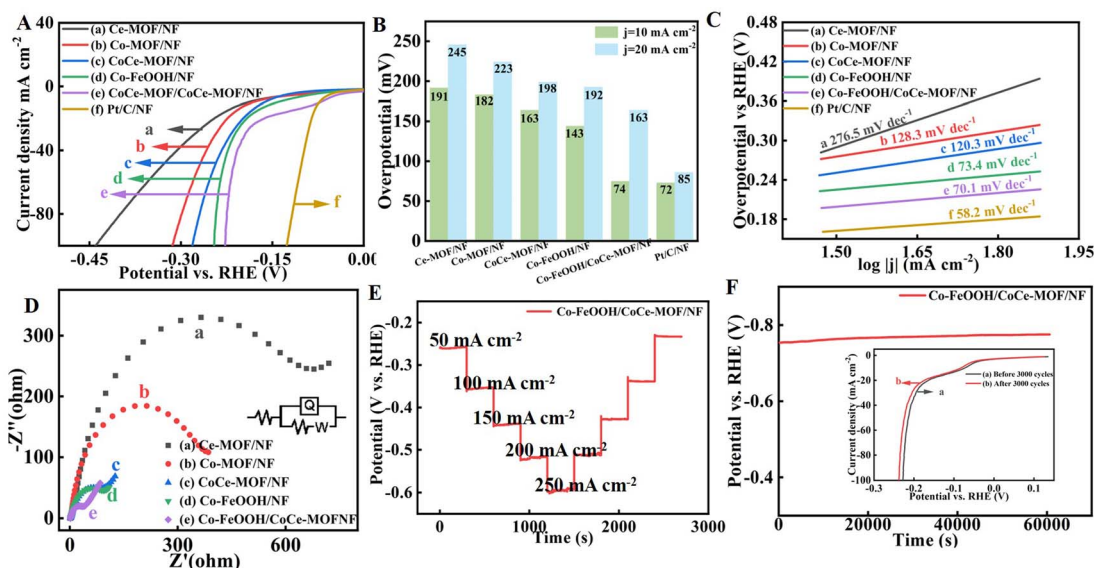 A
Current density mA cm-2
40
0
-40
-80
-0.45
-0.30
-0.15
0.00
Potential vs. RHE (V)
(a) Ce-MOF/NF
(b) Co-MOF/NF
(c) CoCe-MOF/NF
(d) Co-FeOOH/NF
(e) CoCeMOF/CoCe-MOF/NF
(f) Pt/C/NF
a
b
c
d
e
f
B
Overpotential (mV)
250
200
150
100
50
0
j=10 mA cm-2
j=20 mA cm-2
191
245
182
223
163
198
143
192
74
163
72
85
Ce-MOF/NF
Co-MOF/NF
CoCe-MOF/NF
Co-FeOOH/NF
Co-FeOOH/CoCe-MOF/NF
Pt/C/NF
C
Overpotential vs RHE (V)
0.48
0.42
0.36
0.30
0.24
0.18
1.50
1.65
1.80
1.95
log |j| (mA cm-2)
(a) Ce-MOF/NF
(b) Co-MOF/NF
(c) CoCe-MOF/NF
(d) Co-FeOOH/NF
(e) Co-FeOOH/CoCe-MOF/NF
(f) Pt/C/NF
a 276.5 mV dec-1
b 128.3 mV dec-1
c 120.3 mV dec-1
d 73.4 mV dec-1
e 70.1 mV dec-1
f 58.2 mV dec-1
D
-Z''(ohm)
300
200
100
0
0
300
600
Z'(ohm)
a
b
c
d
e
Q
W
(a) Ce-MOF/NF
(b) Co-MOF/NF
(c) CoCe-MOF/NF
(d) Co-FeOOH/NF
(e) Co-FeOOH/CoCe-MOFNF
E
Potential (V vs. RHE)
-0.2
-0.3
-0.4
-0.5
-0.6
0
1000
2000
3000
Time (s)
Co-FeOOH/CoCe-MOF/NF
50 mA cm-2
100 mA cm-2
150 mA cm-2
200 mA cm-2
250 mA cm-2
F
Potential vs. RHE (V)
-0.8
-0.6
-0.4
0
20000
40000
60000
Time (s)
Co-FeOOH/CoCe-MOF/NF
Current density (mA cm-2)
0
-20
-40
-60
-80
-100
-0.3
-0.2
-0.1
0.0
0.1
Potential vs. RHE (V)
(a) Before 3000 cycles
(b) After 3000 cycles
b
a